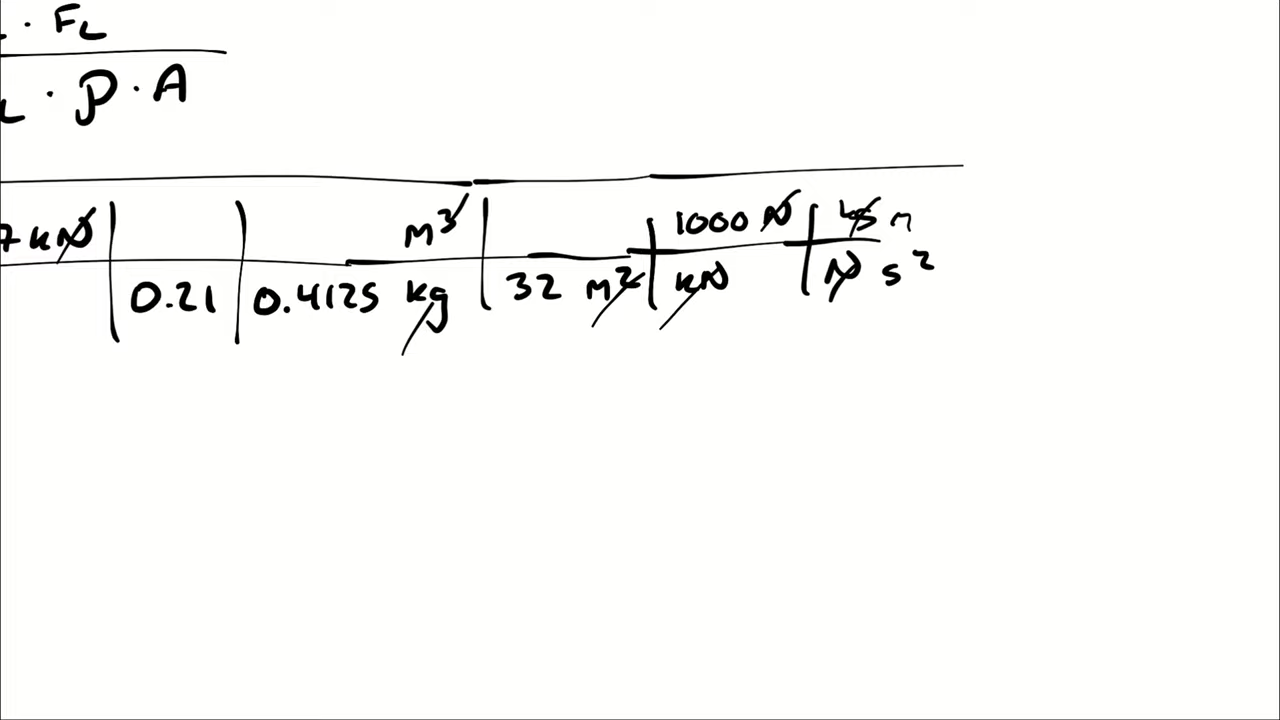 · F_L
L · ρ · A
7 kN m³ 1000 N kg m
0.21 0.4125 kg 32 m² kN N s²